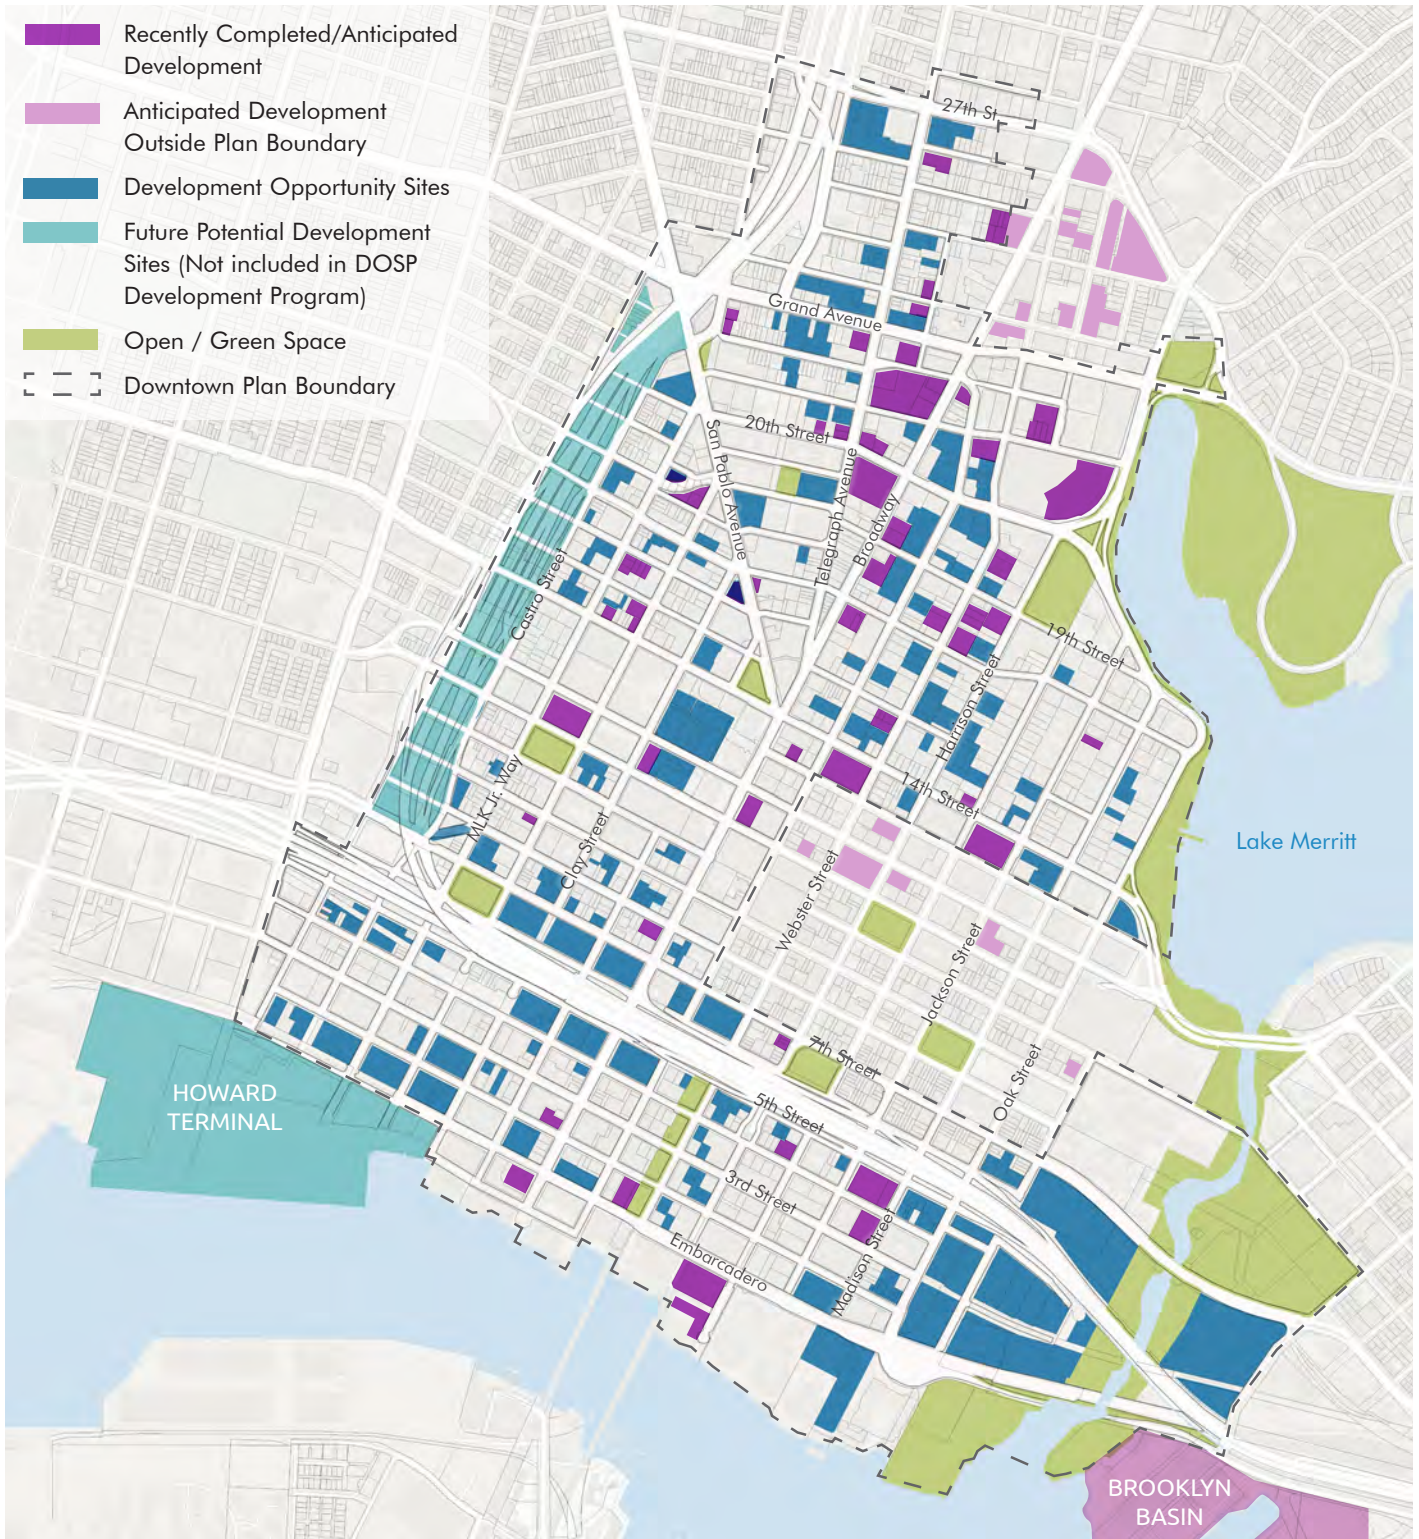 Recently Completed/Anticipated
Development
Anticipated Development
Outside Plan Boundary
Development Opportunity Sites
Future Potential Development
Sites (Not included in DOSP
Development Program)
Open / Green Space
Downtown Plan Boundary
27th St
Grand Avenue
20th Street
San Pablo Avenue
Telegraph Avenue
Broadway
Castro Street
19th Street
Harrison Street
MLK Jr. Way
14th Street
Clay Street
Lake Merritt
Webster Street
Jackson Street
7th Street
Oak Street
HOWARD
TERMINAL
5th Street
3rd Street
Madison Street
Embarcadero
BROOKLYN
BASIN